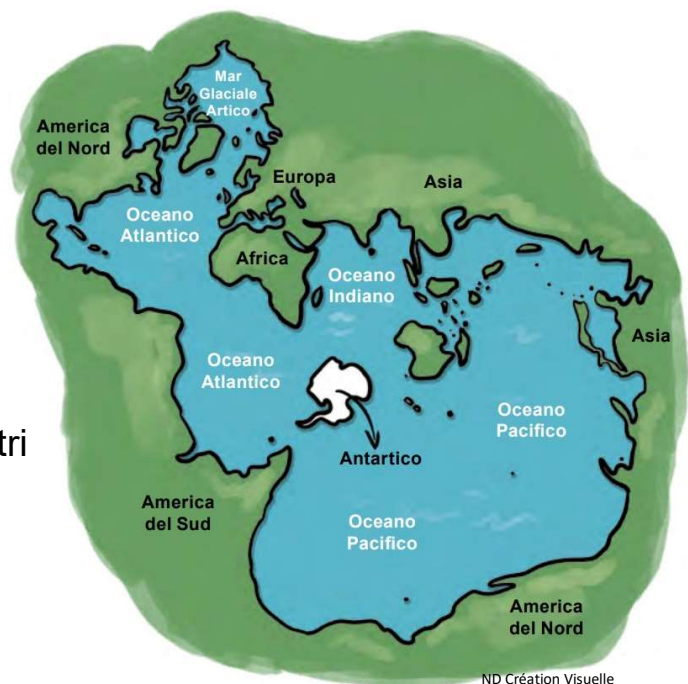 Mar
Glaciale
Artico
America
del Nord
Europa
Asia
Oceano
Atlantico
Africa
Oceano
Indiano
Asia
Oceano
Atlantico
Oceano
Pacifico
tri
Antartico
America
del Sud
Oceano
Pacifico
America
del Nord
ND Création Visuelle